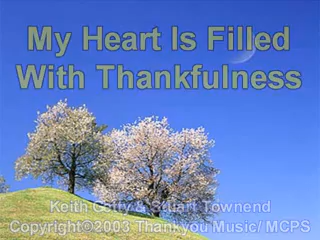 My Heart Is Filled
With Thankfulness
Keith Getty & Stuart Townend
Copyright©2003 Thankyou Music/ MCPS